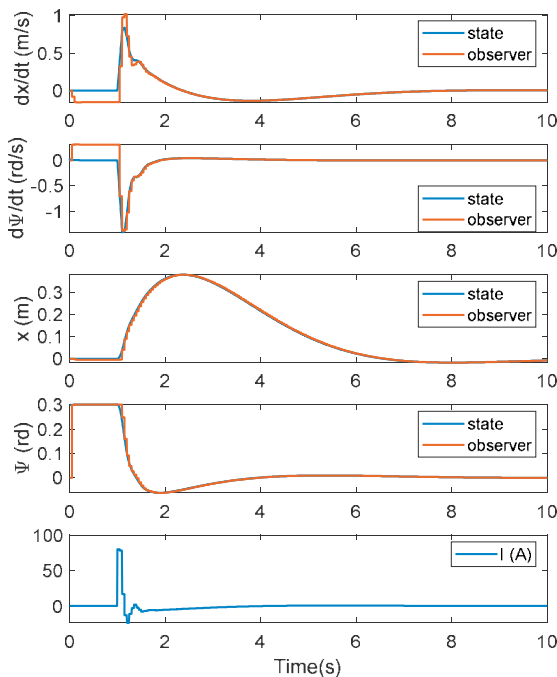 dx/dt (m/s)
1
0.5
0
state
observer
0 2 4 6 8 10
dΨ/dt (rd/s)
0
-0.5
-1
state
observer
0 2 4 6 8 10
x (m)
0.3
0.2
0.1
0
state
observer
0 2 4 6 8 10
Ψ (rd)
0.3
0.2
0.1
0
state
observer
0 2 4 6 8 10
100
50
0
I (A)
0 2 4 6 8 10
Time(s)